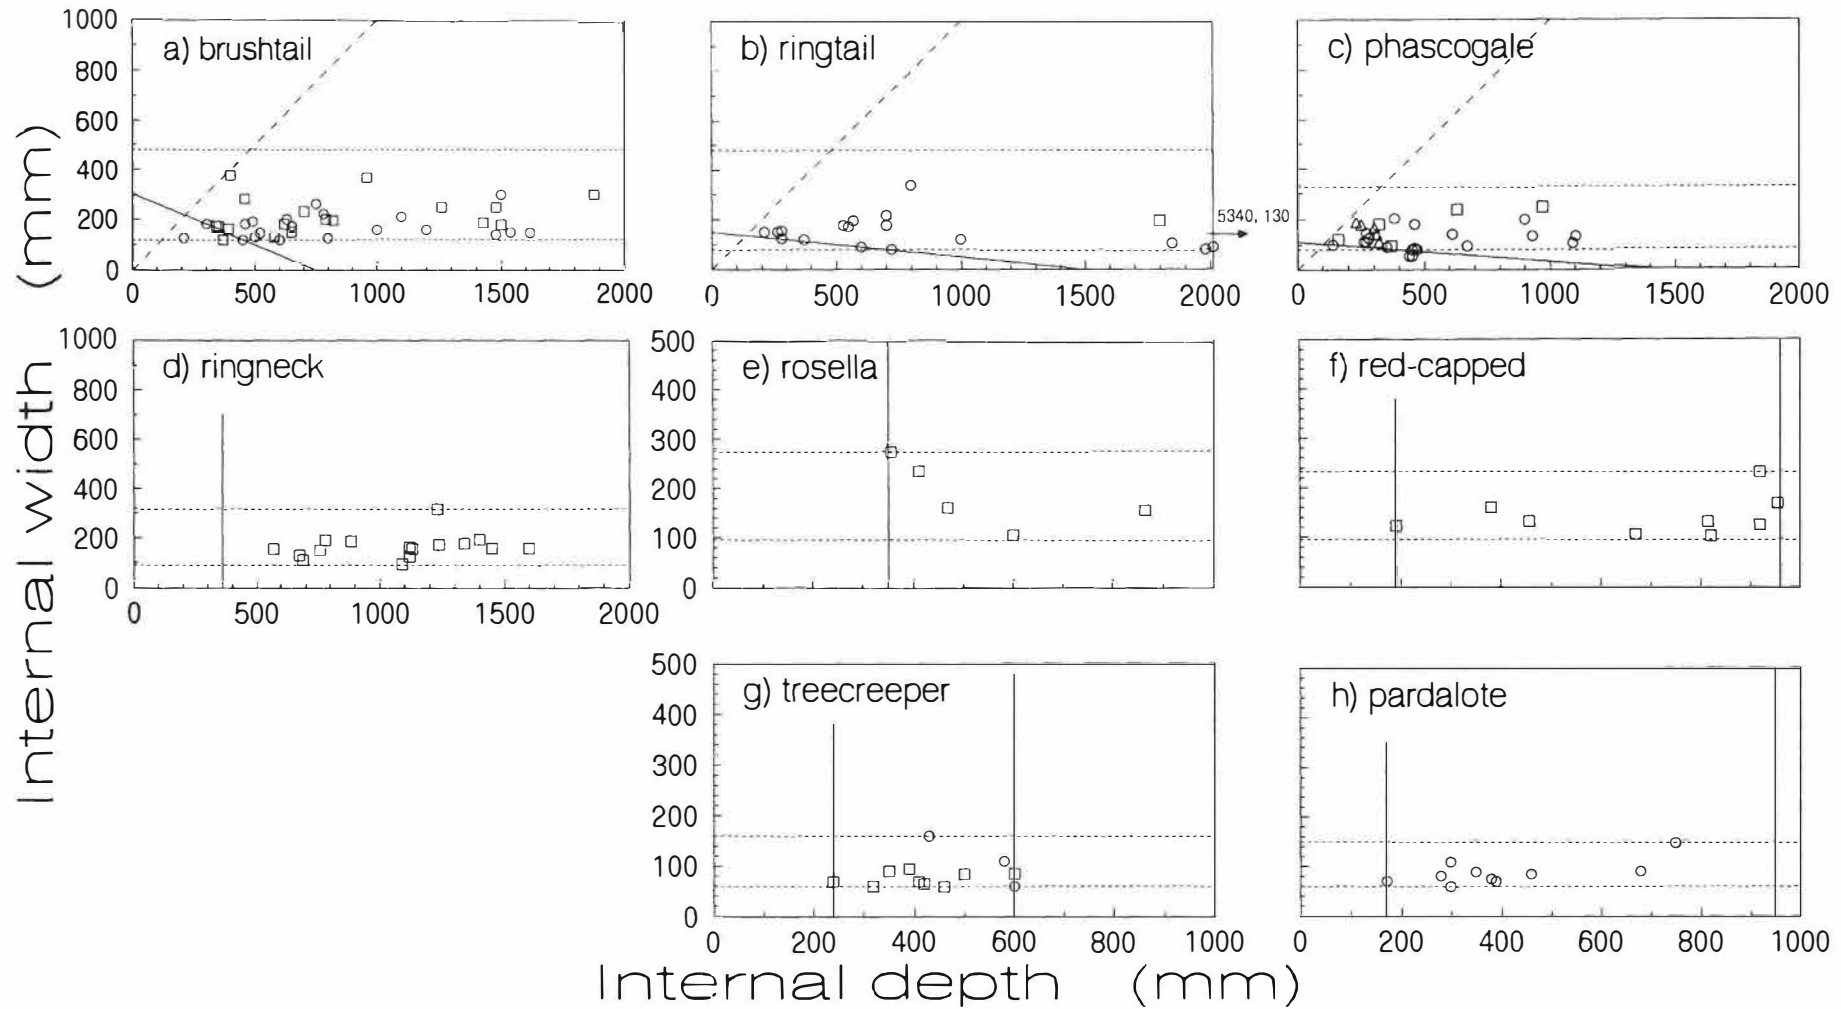 a) brushtail
b) ringtail
c) phascogale
1000
800
600
400
200
0
5340, 130
0 500 1000 1500 2000
0 500 1000 1500 2000
0 500 1000 1500 2000
d) ringneck
e) rosella
f) red-capped
1000
800
600
400
200
0
500
400
300
200
100
0
0 500 1000 1500 2000
g) treecreeper
h) pardalote
500
400
300
200
100
0
0 200 400 600 800 1000
0 200 400 600 800 1000
Internal width (mm)
Internal depth (mm)